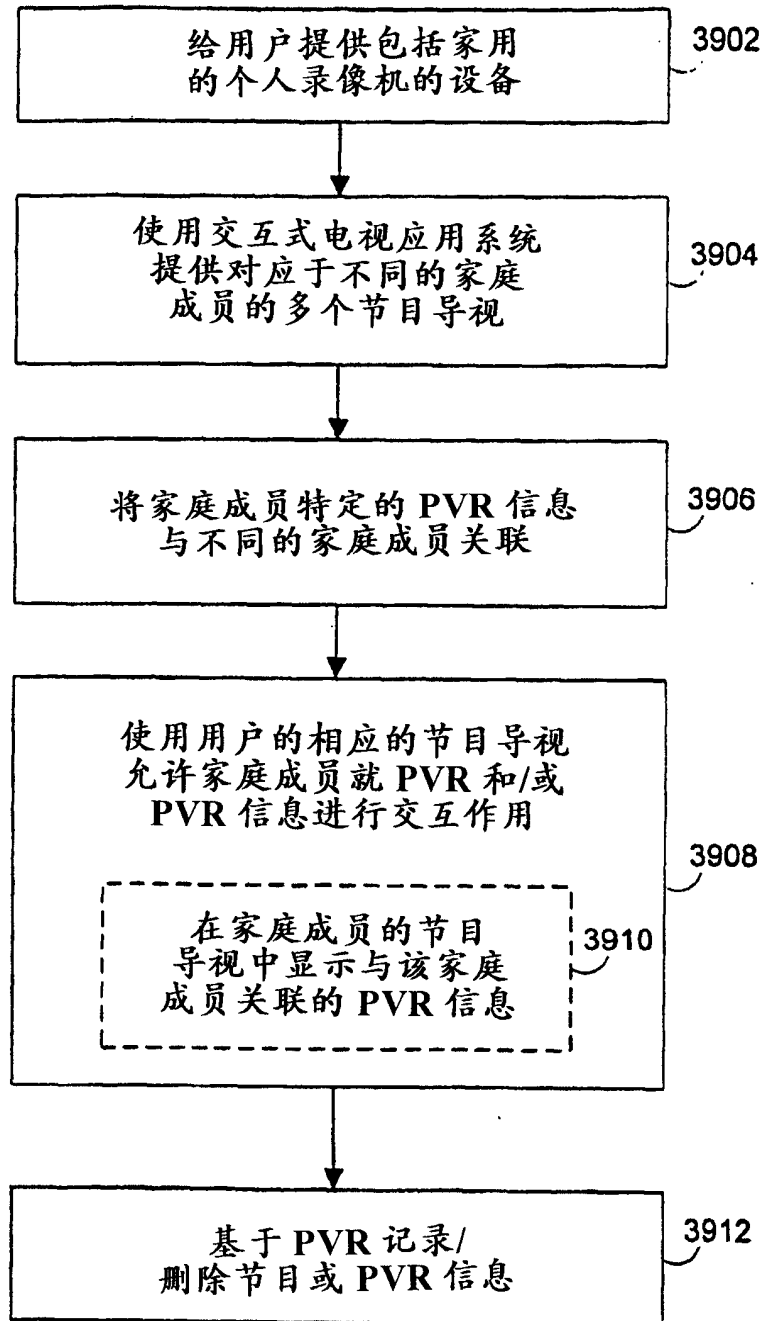 给用户提供包括家用
的个人录像机的设备
3902
使用交互式电视应用系统
提供对应于不同的家庭
成员的多个节目导视
3904
将家庭成员特定的 PVR 信息
与不同的家庭成员关联
3906
使用用户的相应的节目导视
允许家庭成员就 PVR 和/或
PVR 信息进行交互作用
3908
在家庭成员的节目
导视中显示与该家庭
成员关联的 PVR 信息
3910
基于 PVR 记录/
删除节目或 PVR 信息
3912